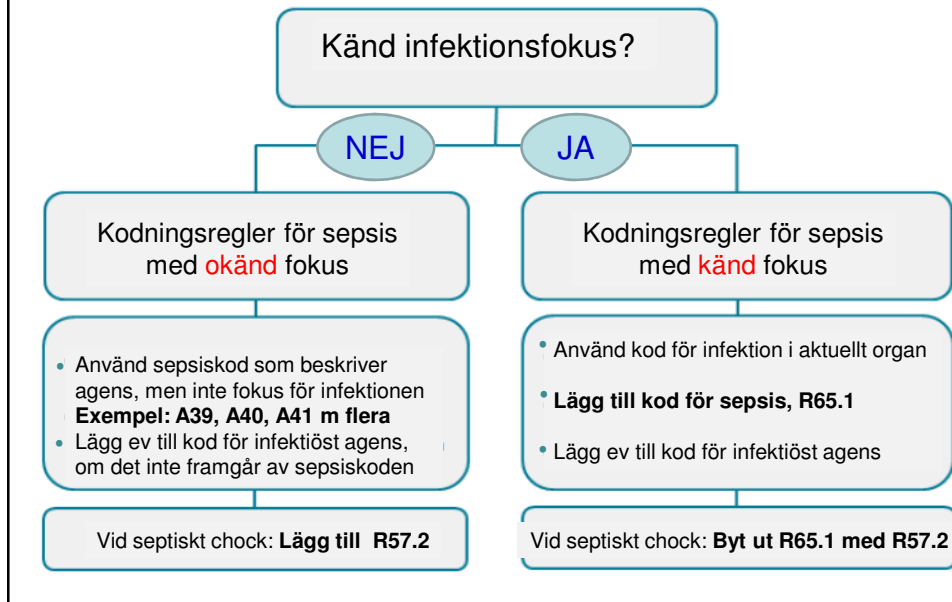 Känd infektionsfokus?
NEJ
JA
Kodningsregler för sepsis
med okänd fokus
Kodningsregler för sepsis
med känd fokus
• Använd sepsiskod som beskriver
agens, men inte fokus för infektionen
Exempel: A39, A40, A41 m flera
• Lägg ev till kod för infektiöst agens,
om det inte framgår av sepsiskoden
• Använd kod för infektion i aktuellt organ
• Lägg till kod för sepsis, R65.1
• Lägg ev till kod för infektiöst agens
Vid septiskt chock: Lägg till R57.2
Vid septiskt chock: Byt ut R65.1 med R57.2